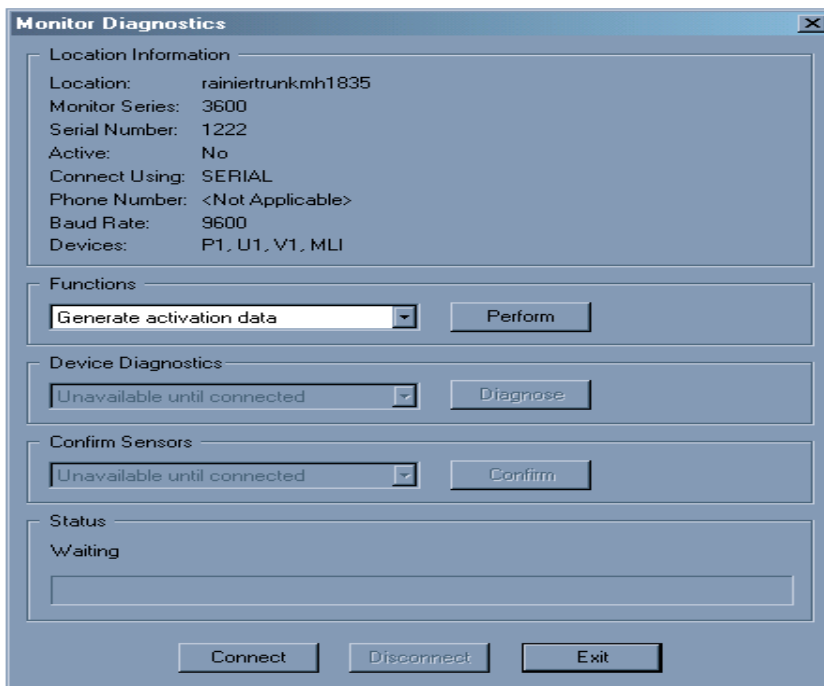 Monitor Diagnostics
Location Information
Location: rainiertrunkmh1835
Monitor Series: 3600
Serial Number: 1222
Active: No
Connect Using: SERIAL
Phone Number: <Not Applicable>
Baud Rate: 9600
Devices: P1, U1, V1, MLI
Functions
Generate activation data Perform
Device Diagnostics
Unavailable until connected Diagnose
Confirm Sensors
Unavailable until connected Confirm
Status
Waiting
Connect Disconnect Exit